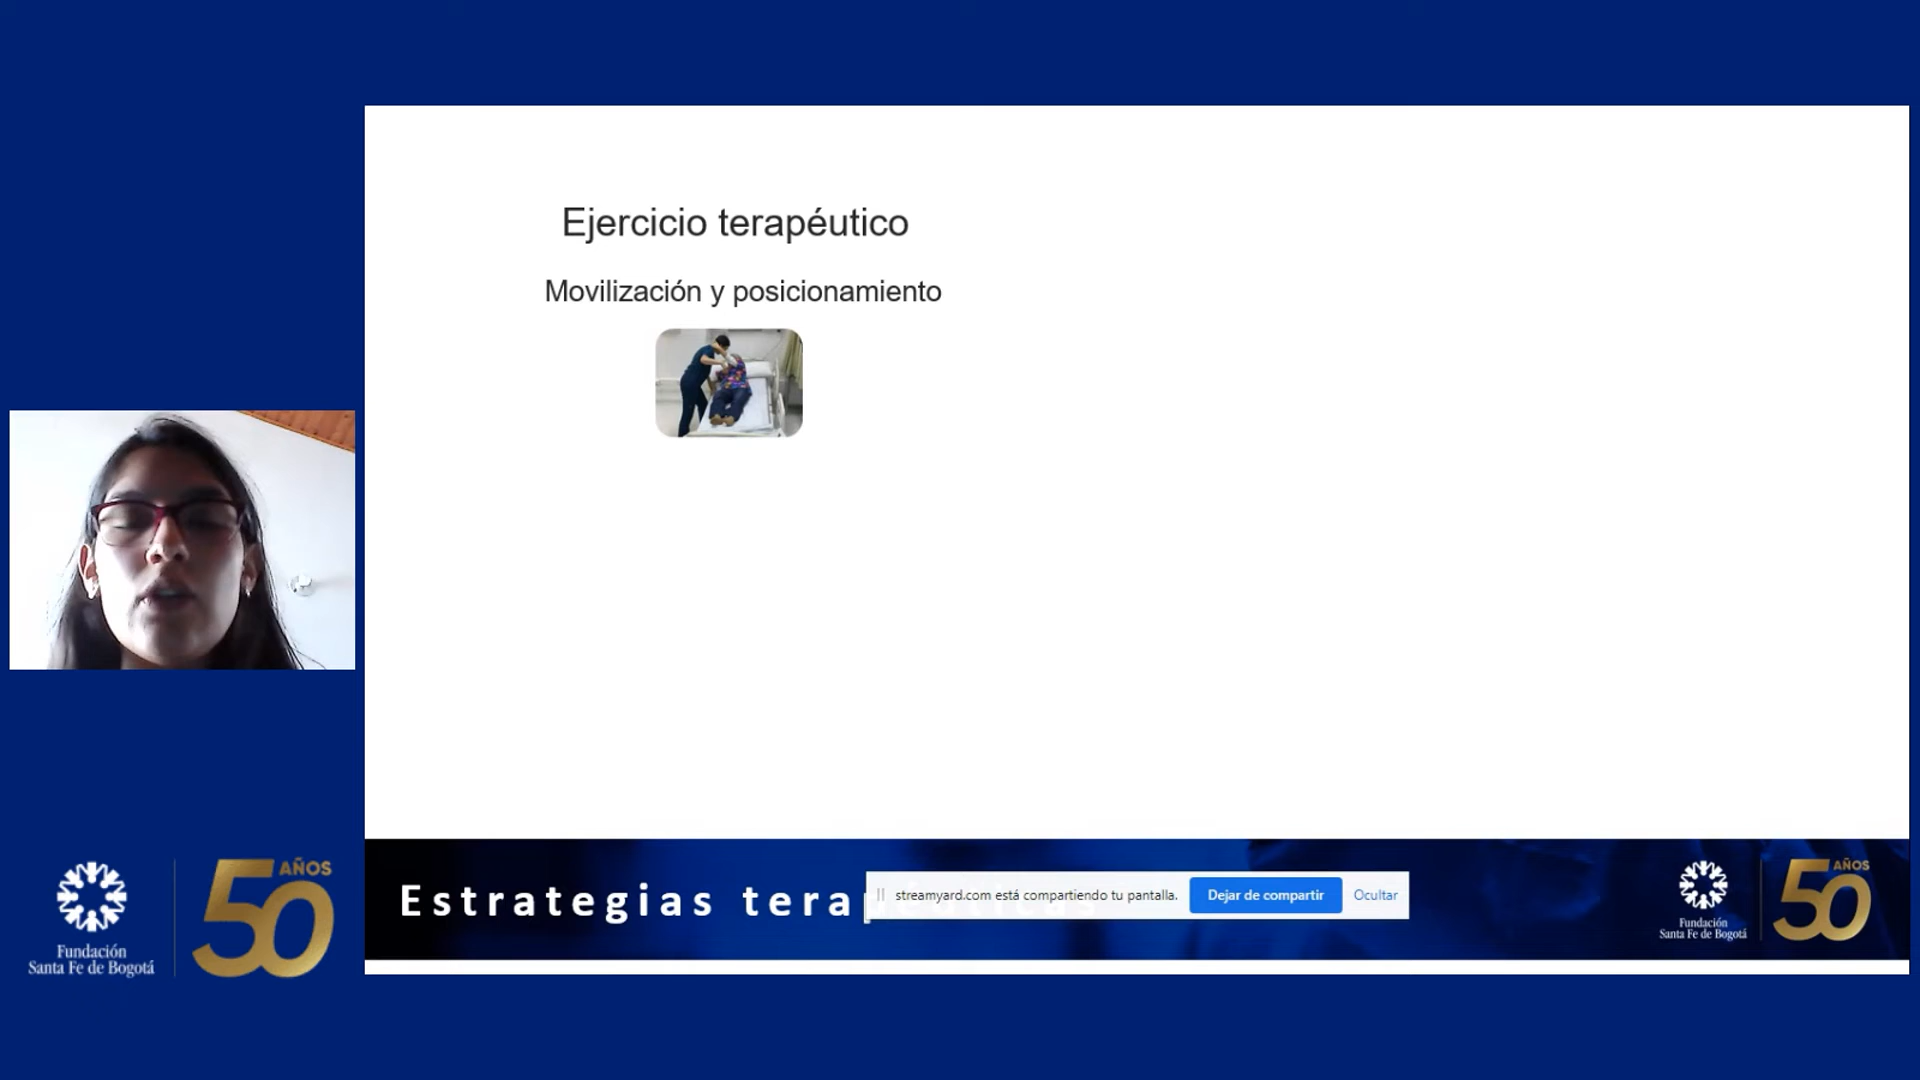 Ejercicio terapéutico
Movilización y posicionamiento
Estrategias tera
streamyard.com está compartiendo tu pantalla.
Dejar de compartir
Ocultar
Fundación
Santa Fe de Bogotá
50
AÑOS
Fundación
Santa Fe de Bogotá
50
AÑOS